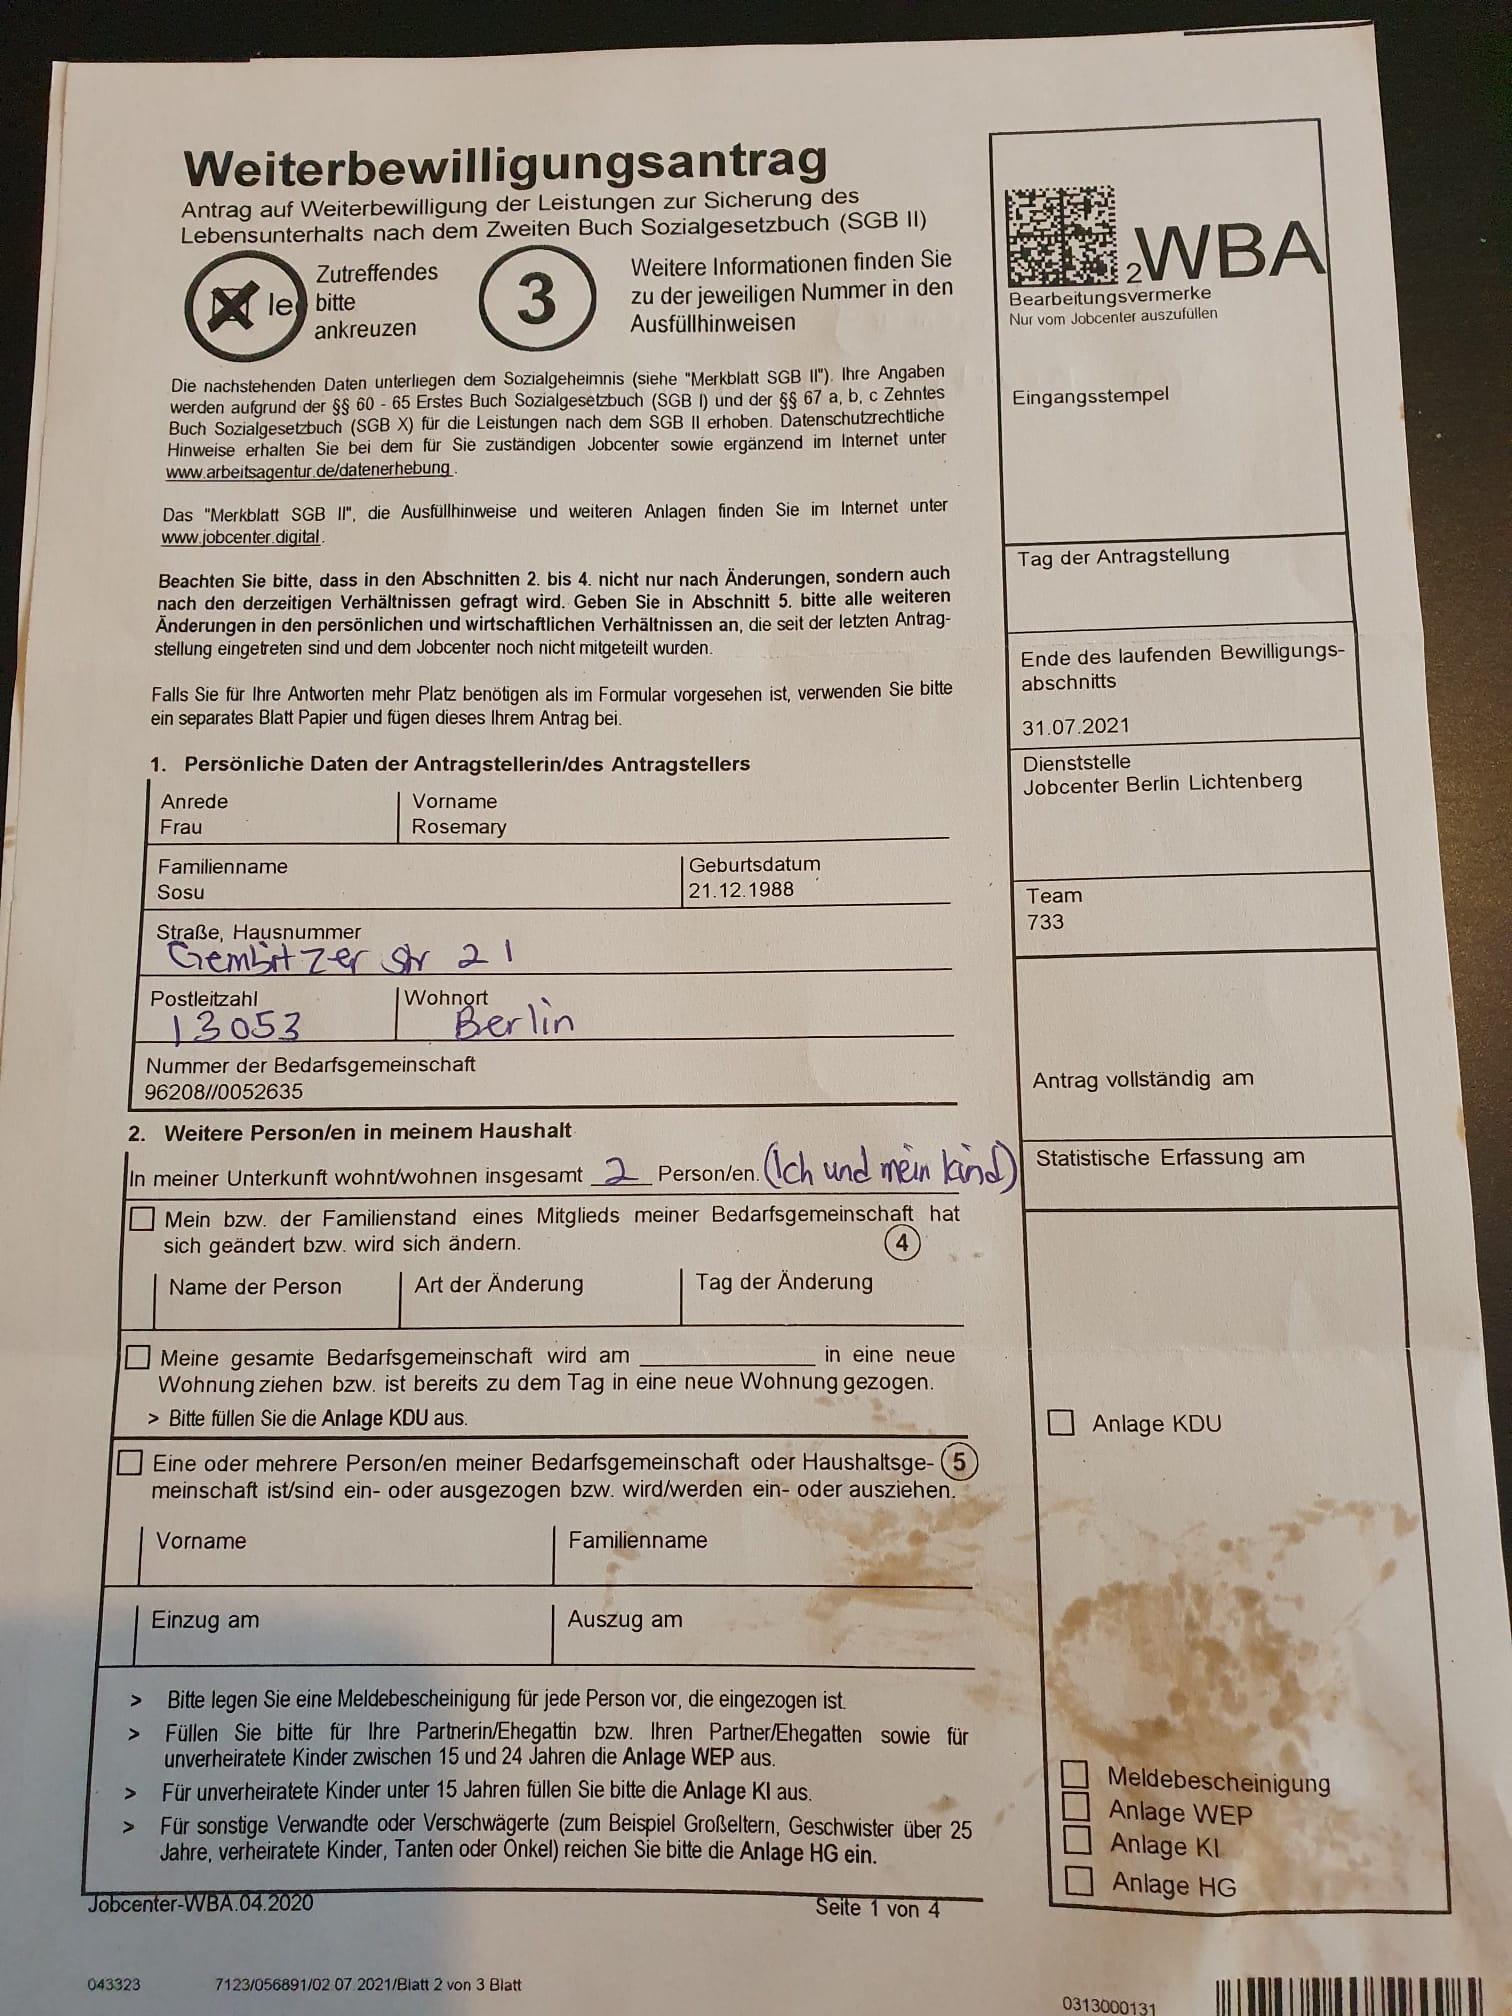 Weiterbewilligungsantrag
Antrag auf Weiterbewilligung der Leistungen zur Sicherung des
Lebensunterhalts nach dem Zweiten Buch Sozialgesetzbuch (SGB II)
le
Zutreffendes
bitte
ankreuzen
3
Weitere Informationen finden Sie
zu der jeweiligen Nummer in den
Ausfüllhinweisen
Die nachstehenden Daten unterliegen dem Sozialgeheimnis (siehe "Merkblatt SGB II"). Ihre Angaben
werden aufgrund der §§ 60 - 65 Erstes Buch Sozialgesetzbuch (SGB I) und der §§ 67 a, b, c Zehntes
Buch Sozialgesetzbuch (SGB X) für die Leistungen nach dem SGB II erhoben. Datenschutzrechtliche
Hinweise erhalten Sie bei dem für Sie zuständigen Jobcenter sowie ergänzend im Internet unter
www.arbeitsagentur.de/datenerhebung.
Das "Merkblatt SGB II", die Ausfüllhinweise und weiteren Anlagen finden Sie im Internet unter
www.jobcenter.digital.
Beachten Sie bitte, dass in den Abschnitten 2. bis 4. nicht nur nach Änderungen, sondern auch
nach den derzeitigen Verhältnissen gefragt wird. Geben Sie in Abschnitt 5. bitte alle weiteren
Änderungen in den persönlichen und wirtschaftlichen Verhältnissen an, die seit der letzten Antrag-
stellung eingetreten sind und dem Jobcenter noch nicht mitgeteilt wurden.
Falls Sie für Ihre Antworten mehr Platz benötigen als im Formular vorgesehen ist, verwenden Sie bitte
ein separates Blatt Papier und fügen dieses Ihrem Antrag bei.
1. Persönliche Daten der Antragstellerin/des Antragstellers
Anrede
Frau
Vorname
Rosemary
Familienname
Sosu
Geburtsdatum
21.12.1988
Straße, Hausnummer
Gembitzer str 21
Postleitzahl
13053
Wohnort
Berlin
Nummer der Bedarfsgemeinschaft
96208//0052635
2. Weitere Person/en in meinem Haushalt
In meiner Unterkunft wohnt/wohnen insgesamt 2 Person/en. (Ich und mein kind)
Mein bzw. der Familienstand eines Mitglieds meiner Bedarfsgemeinschaft hat
sich geändert bzw. wird sich ändern. 4
Name der Person
Art der Änderung
Tag der Änderung
Meine gesamte Bedarfsgemeinschaft wird am ____________ in eine neue
Wohnung ziehen bzw. ist bereits zu dem Tag in eine neue Wohnung gezogen.
> Bitte füllen Sie die Anlage KDU aus.
Eine oder mehrere Person/en meiner Bedarfsgemeinschaft oder Haushaltsge- 5
meinschaft ist/sind ein- oder ausgezogen bzw. wird/werden ein- oder ausziehen.
Vorname
Familienname
Einzug am
Auszug am
> Bitte legen Sie eine Meldebescheinigung für jede Person vor, die eingezogen ist.
> Füllen Sie bitte für Ihre Partnerin/Ehegattin bzw. Ihren Partner/Ehegatten sowie für
unverheiratete Kinder zwischen 15 und 24 Jahren die Anlage WEP aus.
> Für unverheiratete Kinder unter 15 Jahren füllen Sie bitte die Anlage KI aus.
> Für sonstige Verwandte oder Verschwägerte (zum Beispiel Großeltern, Geschwister über 25
Jahre, verheiratete Kinder, Tanten oder Onkel) reichen Sie bitte die Anlage HG ein.
Jobcenter-WBA.04.2020
Seite 1 von 4
043323
7123/056891/02.07.2021/Blatt 2 von 3 Blatt
2WBA
Bearbeitungsvermerke
Nur vom Jobcenter auszufüllen
Eingangsstempel
Tag der Antragstellung
Ende des laufenden Bewilligungs-
abschnitts
31.07.2021
Dienststelle
Jobcenter Berlin Lichtenberg
Team
733
Antrag vollständig am
Statistische Erfassung am
Anlage KDU
Meldebescheinigung
Anlage WEP
Anlage KI
Anlage HG
0313000131